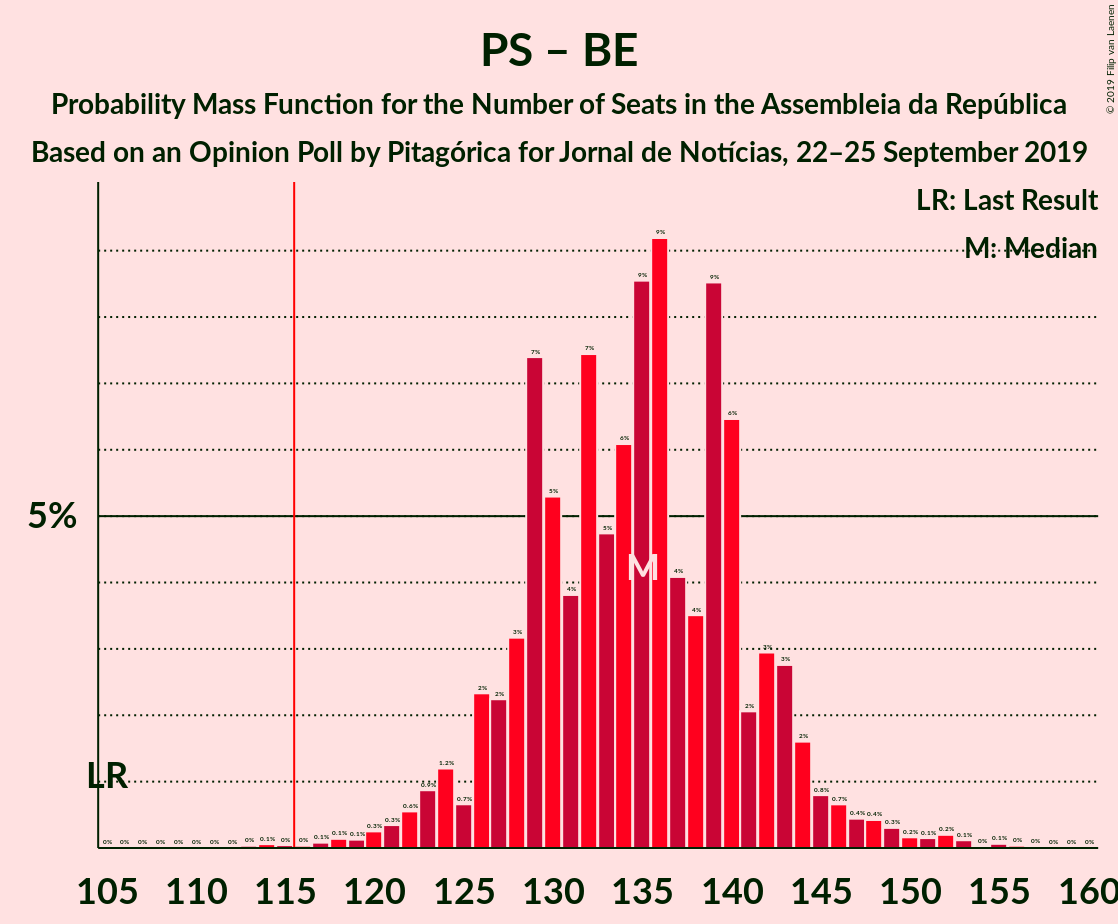 PS – BE
Probability Mass Function for the Number of Seats in the Assembleia da República
Based on an Opinion Poll by Pitagórica for Jornal de Notícias, 22–25 September 2019
© 2019 Filip van Laenen
LR: Last Result
M: Median
5%
LR
M
0% 0% 0% 0% 0% 0% 0% 0% 0% 0.1% 0% 0% 0.1% 0.1% 0.1% 0.3% 0.3% 0.6% 0.9% 1.2% 0.7% 2% 2% 3% 7% 5% 4% 7% 5% 6% 9% 9% 4% 4% 9% 6% 2% 3% 3% 2% 0.8% 0.7% 0.4% 0.4% 0.3% 0.2% 0.1% 0.2% 0.1% 0% 0.1% 0% 0% 0% 0% 0%
105 110 115 120 125 130 135 140 145 150 155 160